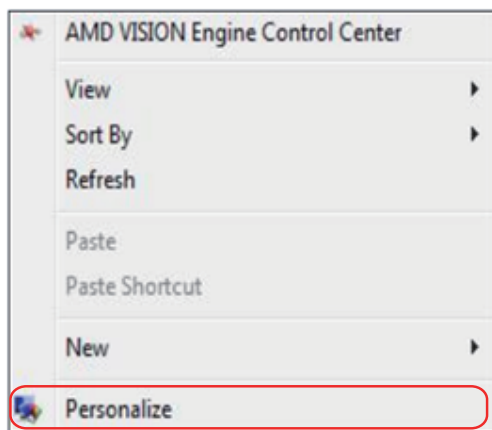 AMD VISION Engine Control Center
View
Sort By
Refresh
Paste
Paste Shortcut
New
Personalize